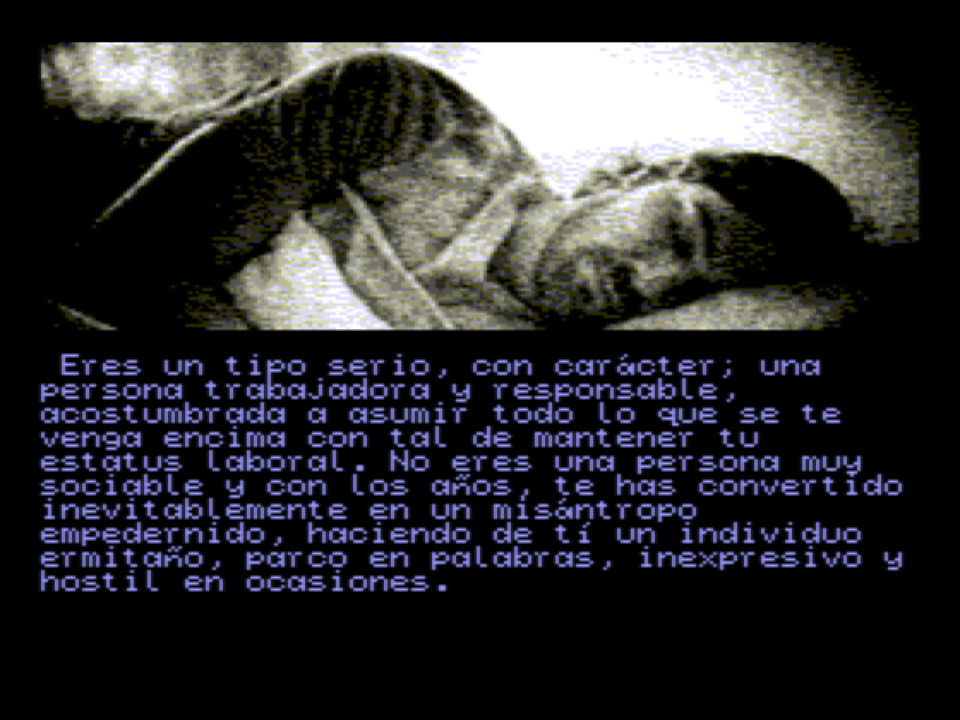 Eres un tipo serio, con carácter; una
persona trabajadora y responsable,
acostumbrada a asumir todo lo que se te
venga encima con tal de mantener tu
estatus laboral. No eres una persona muy
sociable y con los años, te has convertido
inevitablemente en un misántropo
empedernido, haciendo de tí un individuo
ermitaño, parco en palabras, inexpresivo y
hostil en ocasiones.